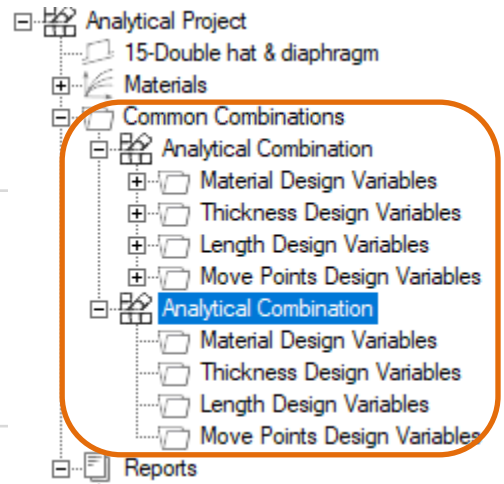 Analytical Project
15-Double hat & diaphragm
Materials
Common Combinations
Analytical Combination
Material Design Variables
Thickness Design Variables
Length Design Variables
Move Points Design Variables
Analytical Combination
Material Design Variables
Thickness Design Variables
Length Design Variables
Move Points Design Variables
Reports